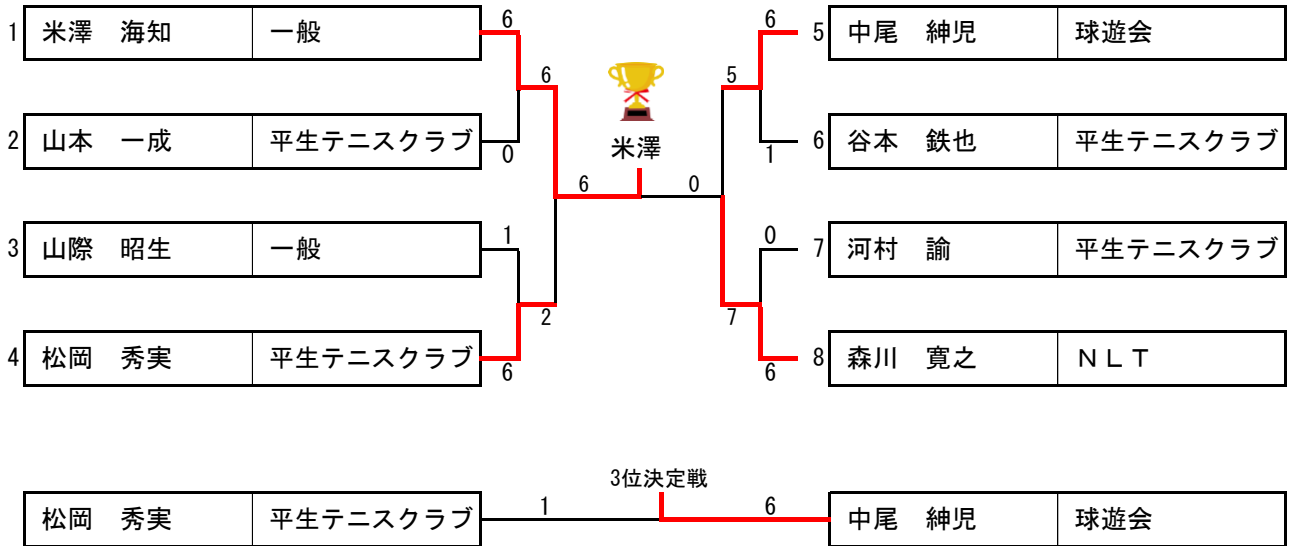 1 米澤　海知 一般 6 6 5 中尾　紳児 球遊会
6 5
2 山本　一成 平生テニスクラブ 0 米澤 1 6 谷本　鉄也 平生テニスクラブ
6 0
3 山際　昭生 一般 1 0 7 河村　諭 平生テニスクラブ
2 7
4 松岡　秀実 平生テニスクラブ 6 6 8 森川　寛之 ＮＬＴ
3位決定戦
松岡　秀実 平生テニスクラブ 1 6 中尾　紳児 球遊会